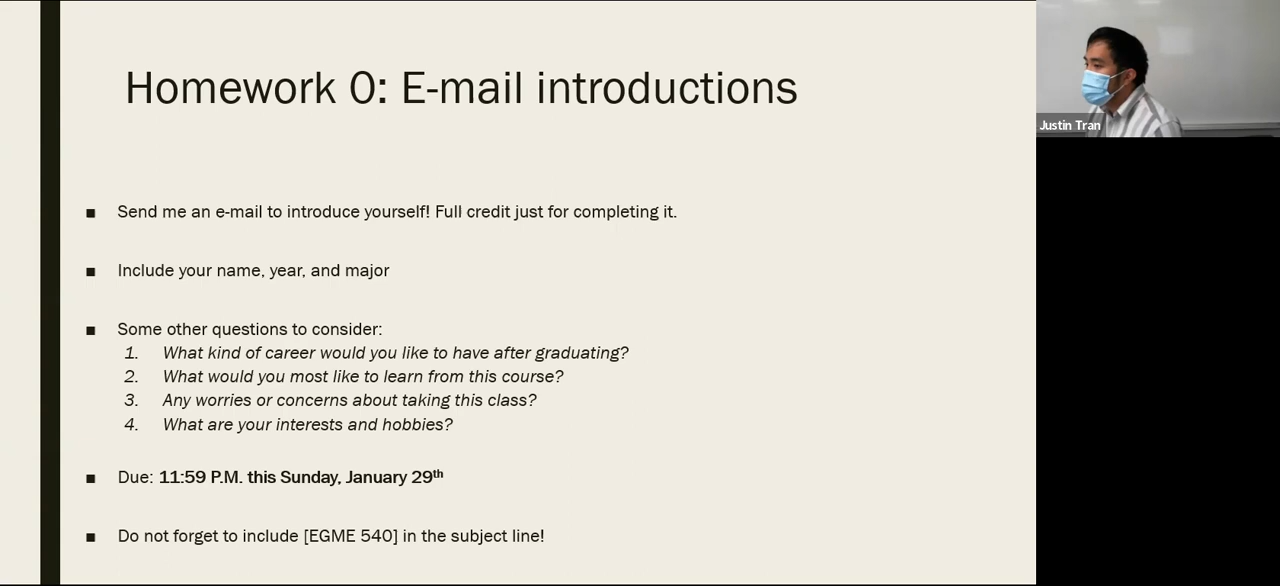 Homework 0: E-mail introductions
Justin Tran
■ Send me an e-mail to introduce yourself! Full credit just for completing it.
■ Include your name, year, and major
■ Some other questions to consider:
1. What kind of career would you like to have after graduating?
2. What would you most like to learn from this course?
3. Any worries or concerns about taking this class?
4. What are your interests and hobbies?
■ Due: 11:59 P.M. this Sunday, January 29th
■ Do not forget to include [EGME 540] in the subject line!